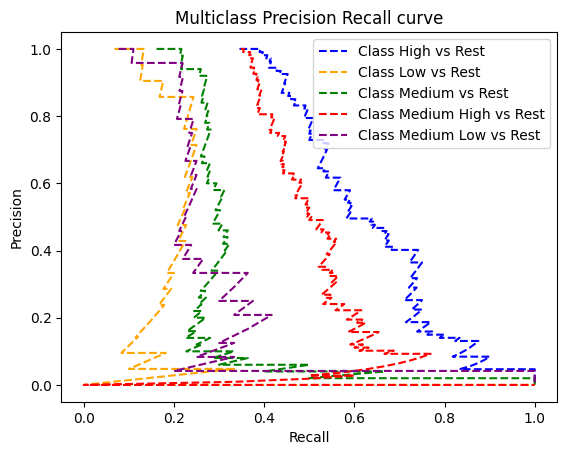 Multiclass Precision Recall curve
Class High vs Rest
Class Low vs Rest
Class Medium vs Rest
Class Medium High vs Rest
Class Medium Low vs Rest
Precision
1.0
0.8
0.6
0.4
0.2
0.0
0.0 0.2 0.4 0.6 0.8 1.0
Recall